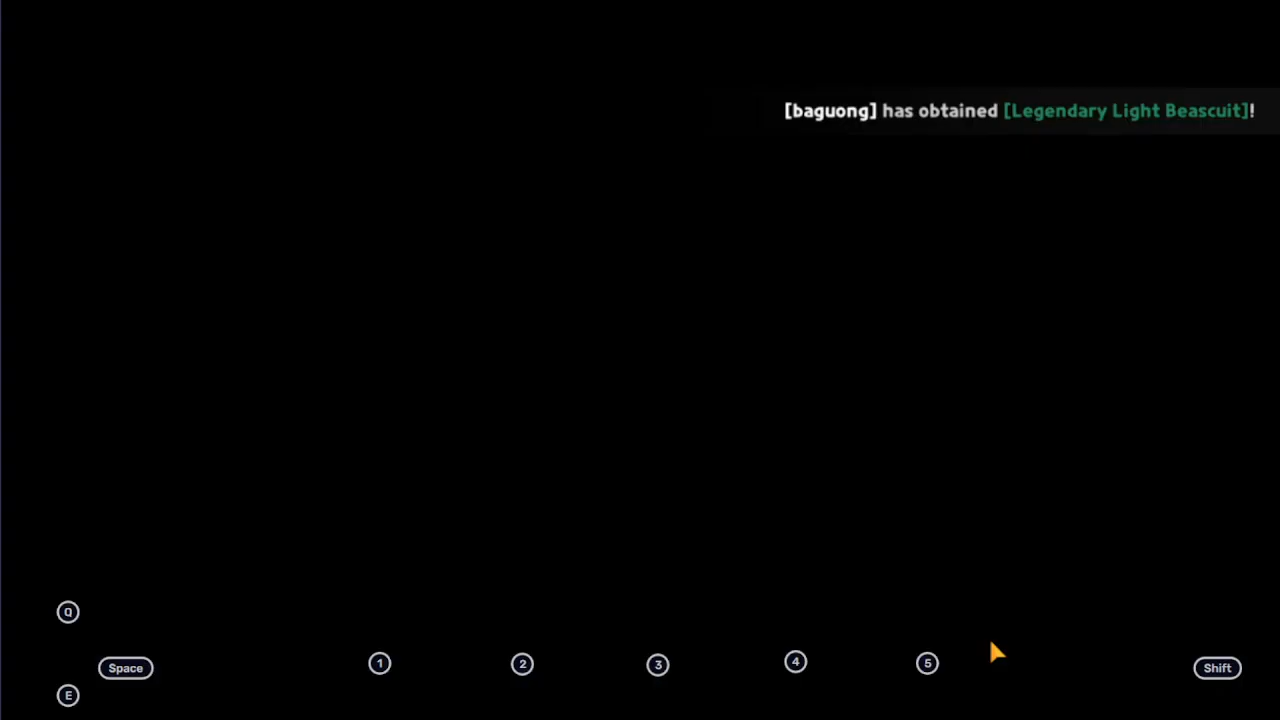 [baguong] has obtained [Legendary Light Beascuit]!
Q
Space
E
1
2
3
4
5
Shift